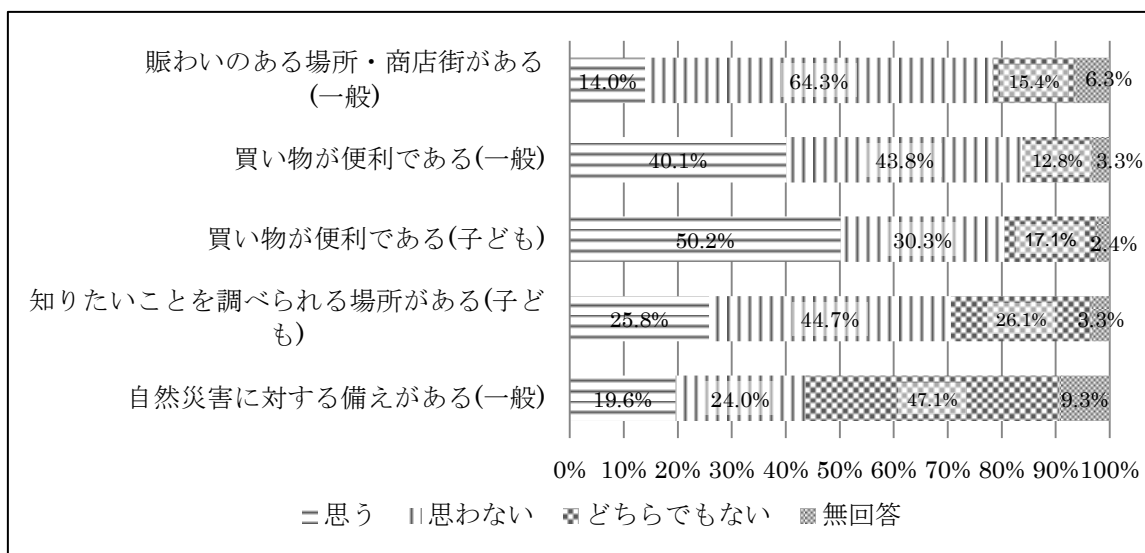 賑わいのある場所・商店街がある
(一般)
14.0% 64.3% 15.4% 6.3%
買い物が便利である(一般)
40.1% 43.8% 12.8% 3.3%
買い物が便利である(子ども)
50.2% 30.3% 17.1% 2.4%
知りたいことを調べられる場所がある(子ど
も)
25.8% 44.7% 26.1% 3.3%
自然災害に対する備えがある(一般)
19.6% 24.0% 47.1% 9.3%
0% 10% 20% 30% 40% 50% 60% 70% 80% 90% 100%
思う 思わない どちらでもない 無回答